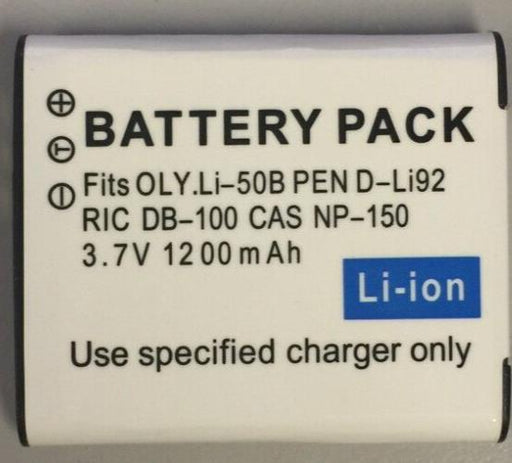 BATTERY PACK
Fits OLY.Li-50B PEN D-Li92
RIC DB-100 CAS NP-150
3.7V 1200mAh
Li-ion
Use specified charger only